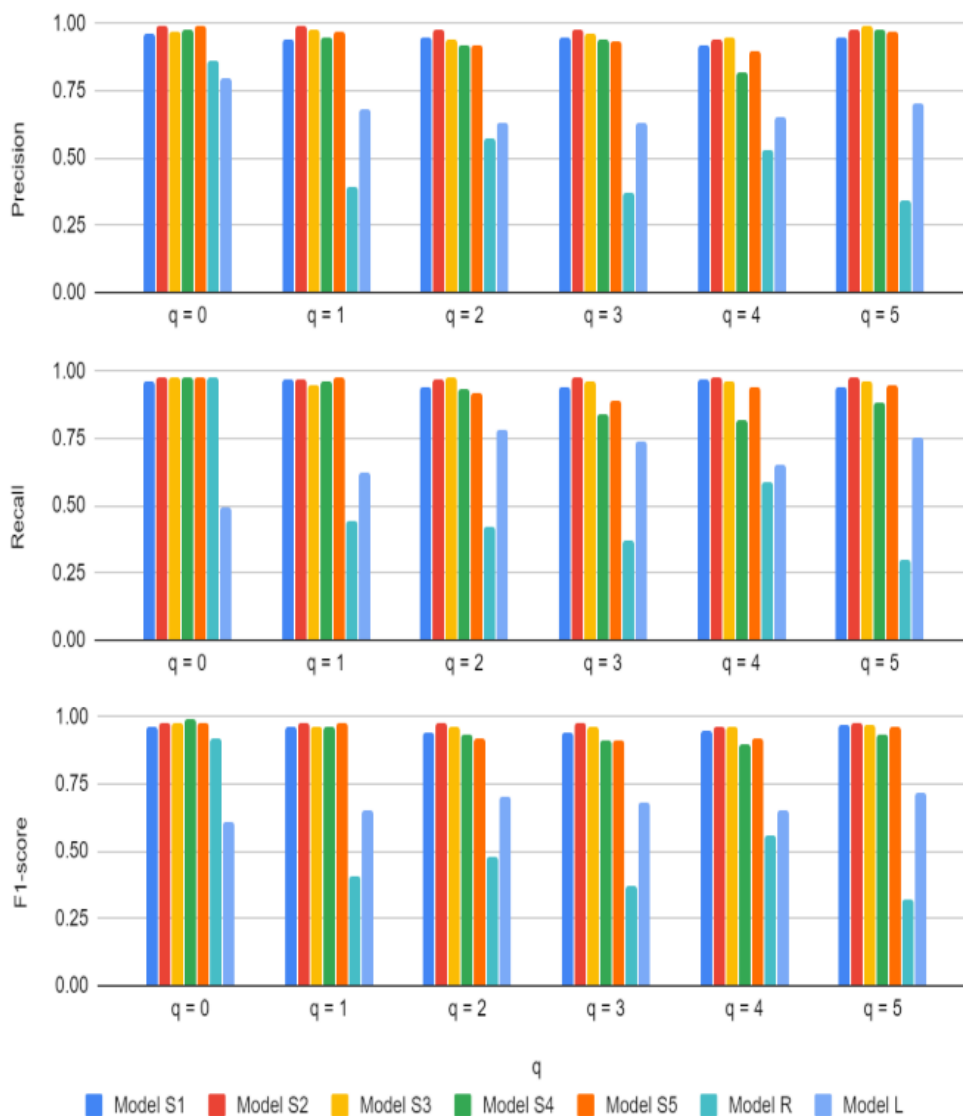 1.00
0.75
0.50
0.25
0.00
Precision
q = 0 q = 1 q = 2 q = 3 q = 4 q = 5
1.00
0.75
0.50
0.25
0.00
Recall
q = 0 q = 1 q = 2 q = 3 q = 4 q = 5
1.00
0.75
0.50
0.25
0.00
F1-score
q = 0 q = 1 q = 2 q = 3 q = 4 q = 5
q
Model S1 Model S2 Model S3 Model S4 Model S5 Model R Model L